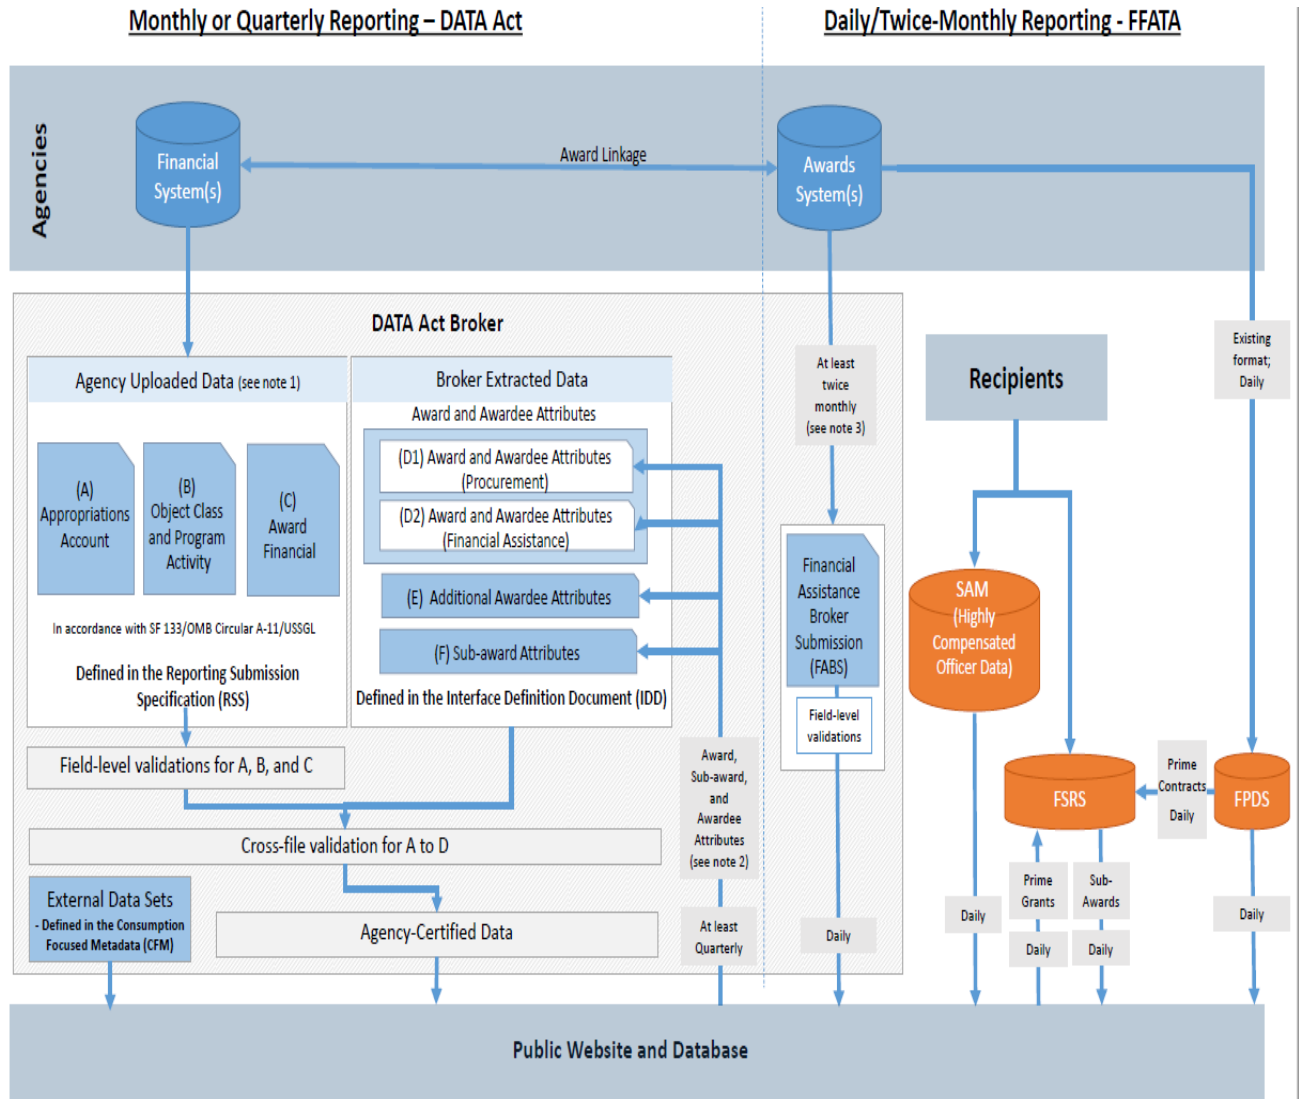 Monthly or Quarterly Reporting – DATA Act
Daily/Twice-Monthly Reporting - FFATA
Agencies
Financial
System(s)
Award Linkage
Awards
System(s)
DATA Act Broker
Agency Uploaded Data (see note 1)
(A)
Appropriations
Account
(B)
Object Class
and Program
Activity
(C)
Award
Financial
In accordance with SF 133/OMB Circular A-11/USSGL
Defined in the Reporting Submission
Specification (RSS)
Broker Extracted Data
Award and Awardee Attributes
(D1) Award and Awardee Attributes
(Procurement)
(D2) Award and Awardee Attributes
(Financial Assistance)
(E) Additional Awardee Attributes
(F) Sub-award Attributes
Defined in the Interface Definition Document (IDD)
Field-level validations for A, B, and C
Cross-file validation for A to D
External Data Sets
- Defined in the Consumption
Focused Metadata (CFM)
Agency-Certified Data
Award,
Sub-award,
and
Awardee
Attributes
(see note 2)
At least
Quarterly
At least
twice
monthly
(see note 3)
Financial
Assistance
Broker
Submission
(FABS)
Field-level
validations
Daily
Recipients
Existing
format;
Daily
SAM
(Highly
Compensated
Officer Data)
FSRS
Prime
Contracts
Daily
FPDS
Daily
Prime
Grants
Daily
Sub-
Awards
Daily
Daily
Public Website and Database